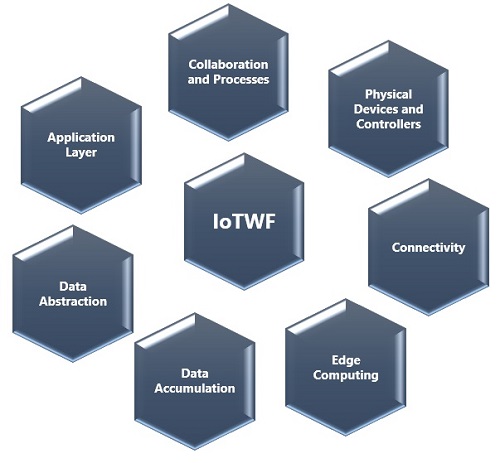 Collaboration
and Processes
Physical
Devices and
Controllers
Application
Layer
IoTWF
Connectivity
Data
Abstraction
Edge
Computing
Data
Accumulation